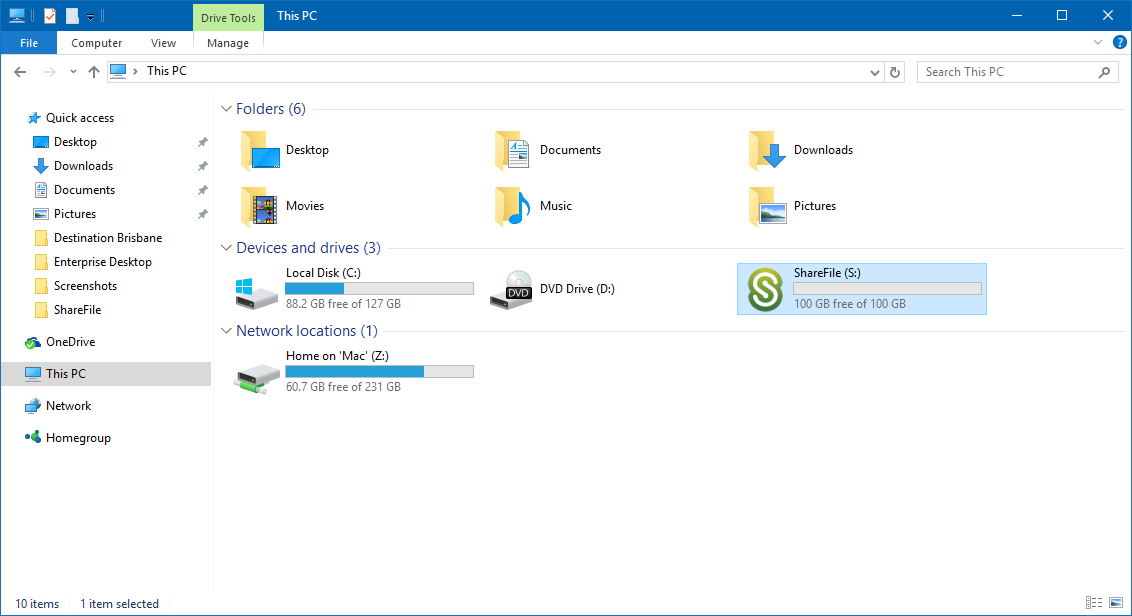 Drive Tools
This PC
File
Computer
View
Manage
?
This PC
Search This PC
Quick access
Desktop
Downloads
Documents
Pictures
Destination Brisbane
Enterprise Desktop
Screenshots
ShareFile
OneDrive
This PC
Network
Homegroup
Folders (6)
Desktop
Documents
Downloads
Movies
Music
Pictures
Devices and drives (3)
Local Disk (C:)
88.2 GB free of 127 GB
DVD
DVD Drive (D:)
S
ShareFile (S:)
100 GB free of 100 GB
Network locations (1)
Home on 'Mac' (Z:)
60.7 GB free of 231 GB
10 items
1 item selected